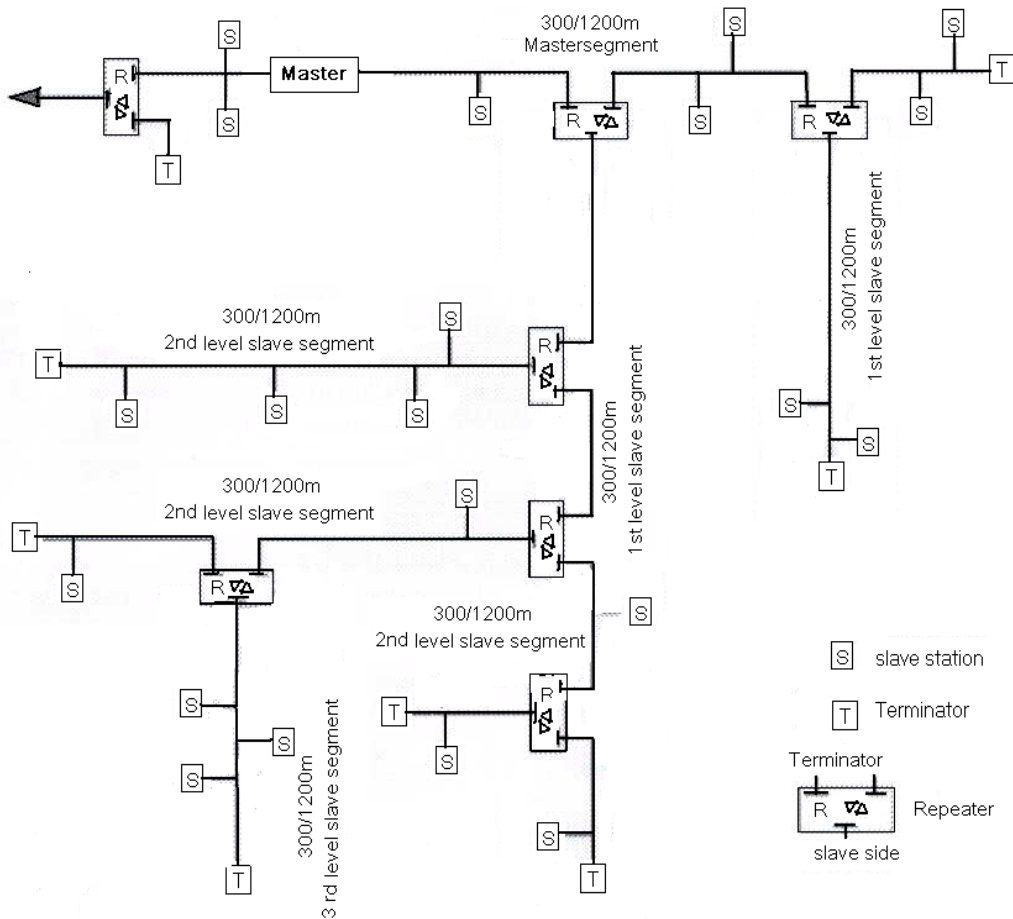 300/1200m
Mastersegment
S
S
S
R
Master
T
S
S
R
S
R
S
T
300/1200m
1st level slave segment
S
300/1200m
2nd level slave segment
R
T
S
S
S
300/1200m
1st level slave segment
S
S
T
300/1200m
2nd level slave segment
S
R
T
S
R
300/1200m
2nd level slave segment
S
S
slave station
T
Terminator
S
S
S
T
S
R
Terminator
R
Repeater
slave side
300/1200m
3 rd level slave segment
S
T
T